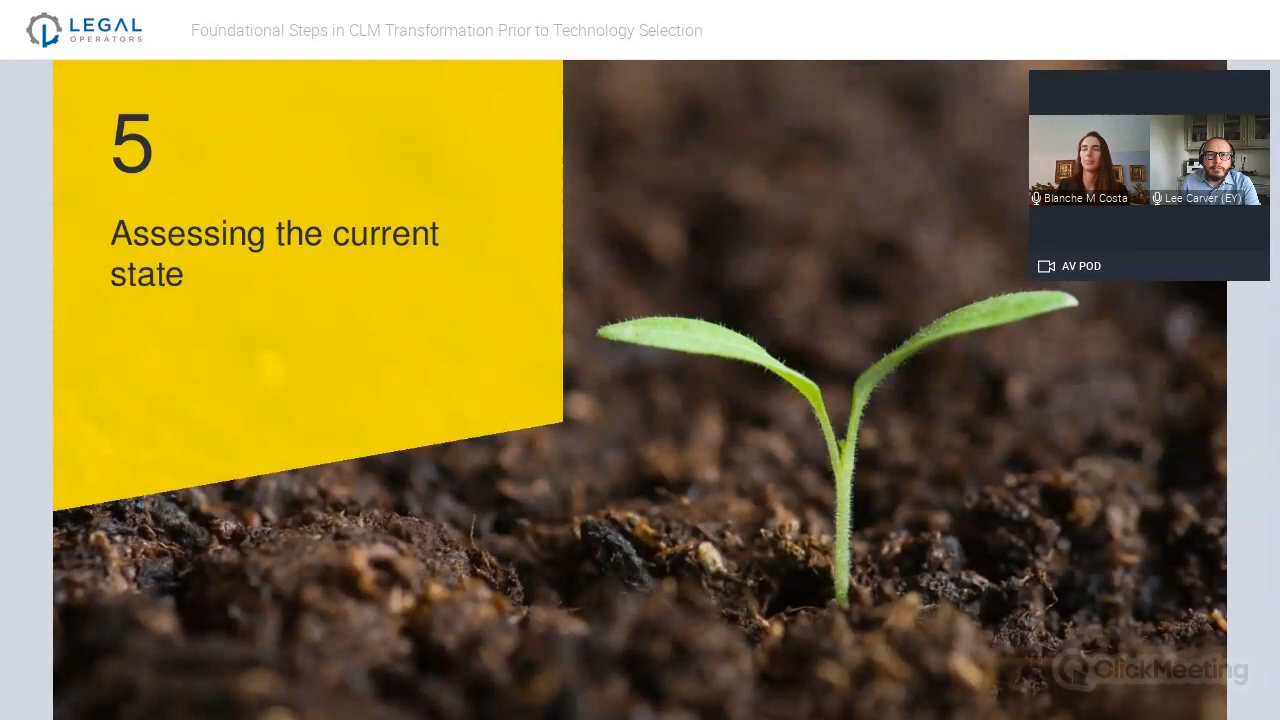 LEGAL
OPERATORS
Foundational Steps in CLM Transformation Prior to Technology Selection
5
Assessing the current
state
Blanche M Costa
Lee Carver (EY)
AV POD
ClickMeeting